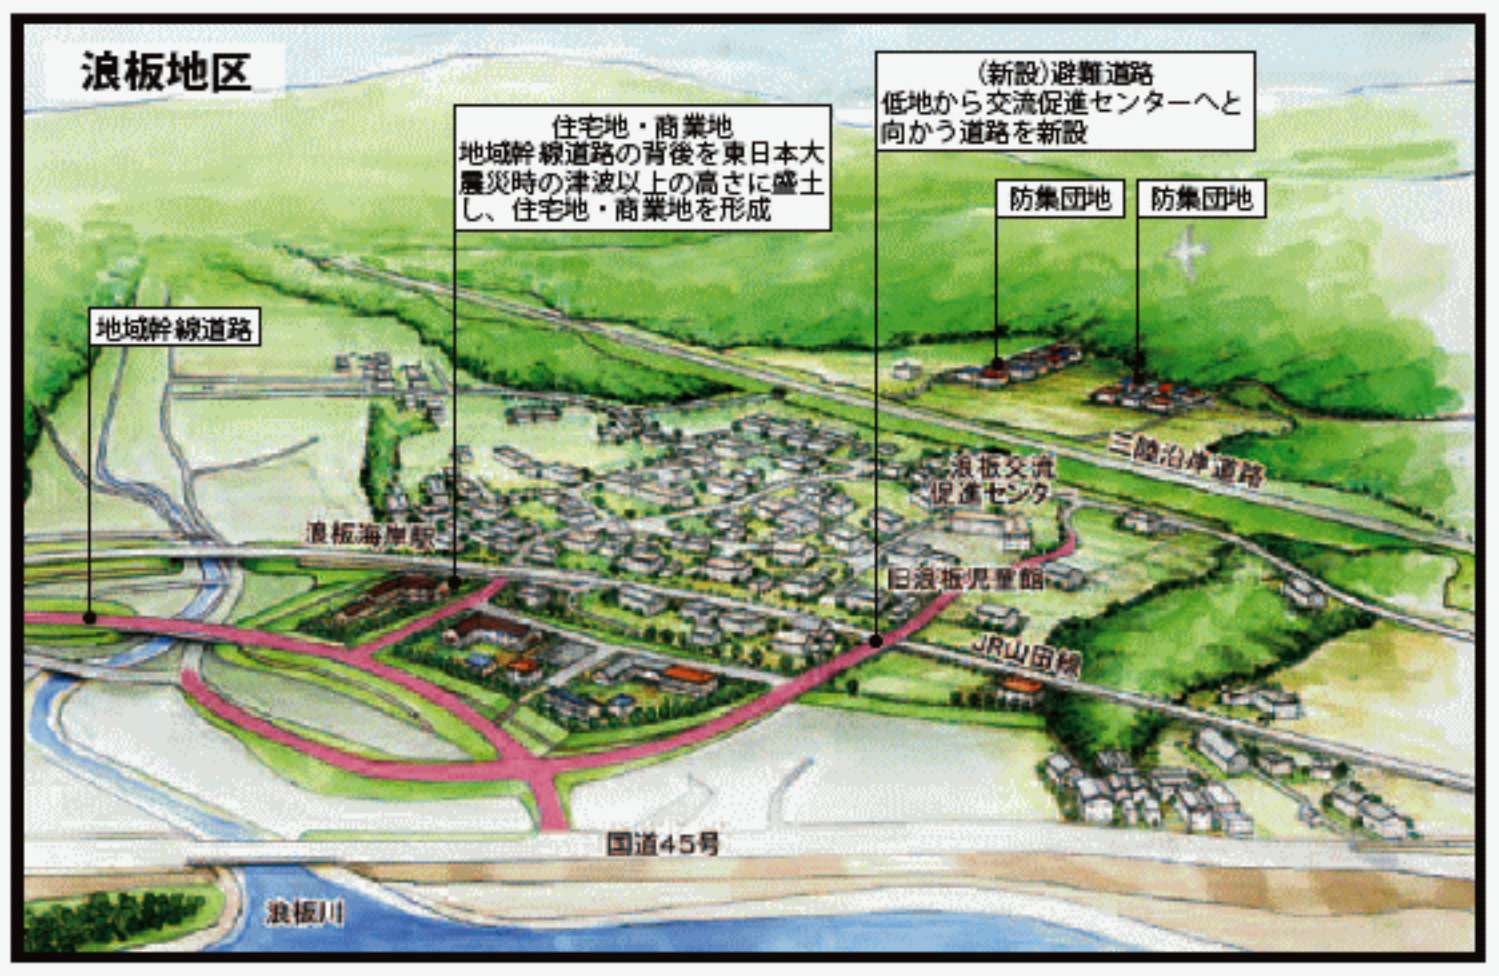 浪板地区
(新設)避難道路
低地から交流促進センターへと
向かう道路を新設
住宅地・商業地
地域幹線道路の背後を東日本大
震災時の津波以上の高さに盛土
し、住宅地・商業地を形成
防集団地
防集団地
地域幹線道路
三陸沿岸道路
浪板交流
促進センタ
浪板海岸駅
旧浪板児童館
JR山田線
国道45号
浪板川